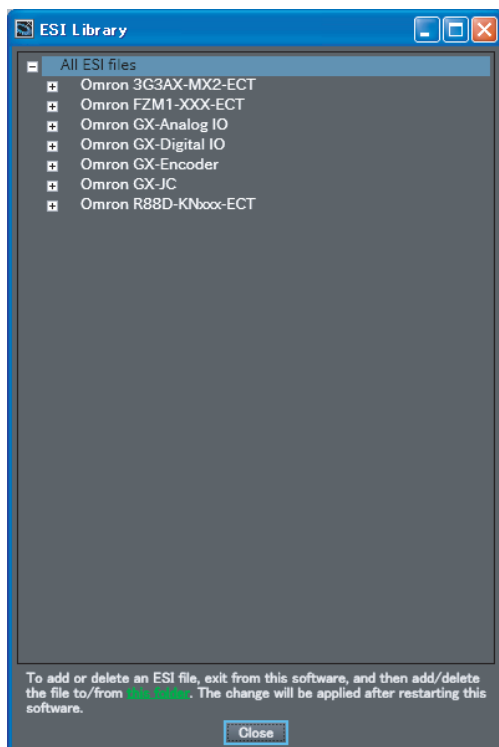 ESI Library
All ESI files
Omron 3G3AX-MX2-ECT
Omron FZM1-XXX-ECT
Omron GX-Analog IO
Omron GX-Digital IO
Omron GX-Encoder
Omron GX-JC
Omron R88D-KNxxx-ECT
To add or delete an ESI file, exit from this software, and then add/delete
the file to/from this folder. The change will be applied after restarting this
software.
Close